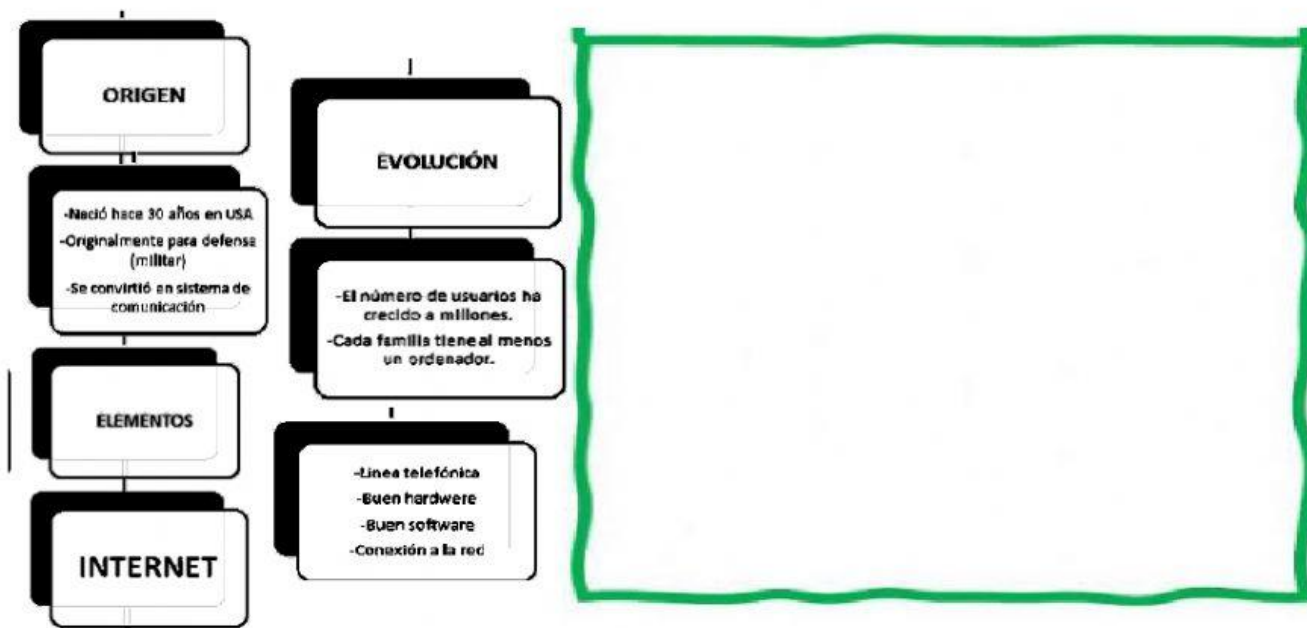 ORIGEN
-Nació hace 30 años en USA
-Originalmente para defensa
(militar)
-Se convirtió en sistema de
comunicación
ELEMENTOS
INTERNET
EVOLUCIÓN
-El número de usuarios ha
crecido a millones.
-Cada familia tiene al menos
un ordenador.
-Linea telefónica
-Buen hardwere
-Buen software
-Conexión a la red